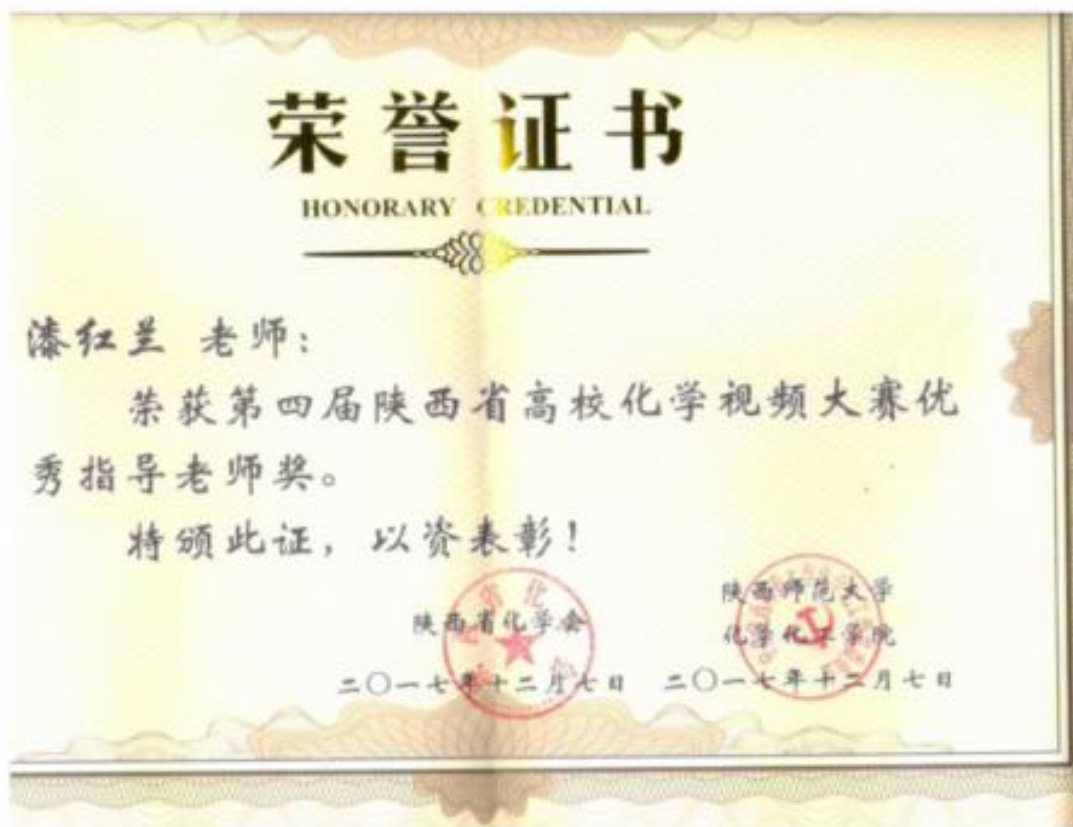 荣誉证书
HONORARY CREDENTIAL
漆红兰 老师：
荣获第四届陕西省高校化学视频大赛优
秀指导老师奖。
特颁此证，以资表彰！
陕西省化学会
二〇一七年十二月七日
陕西师范大学
化学化工学院
二〇一七年十二月七日